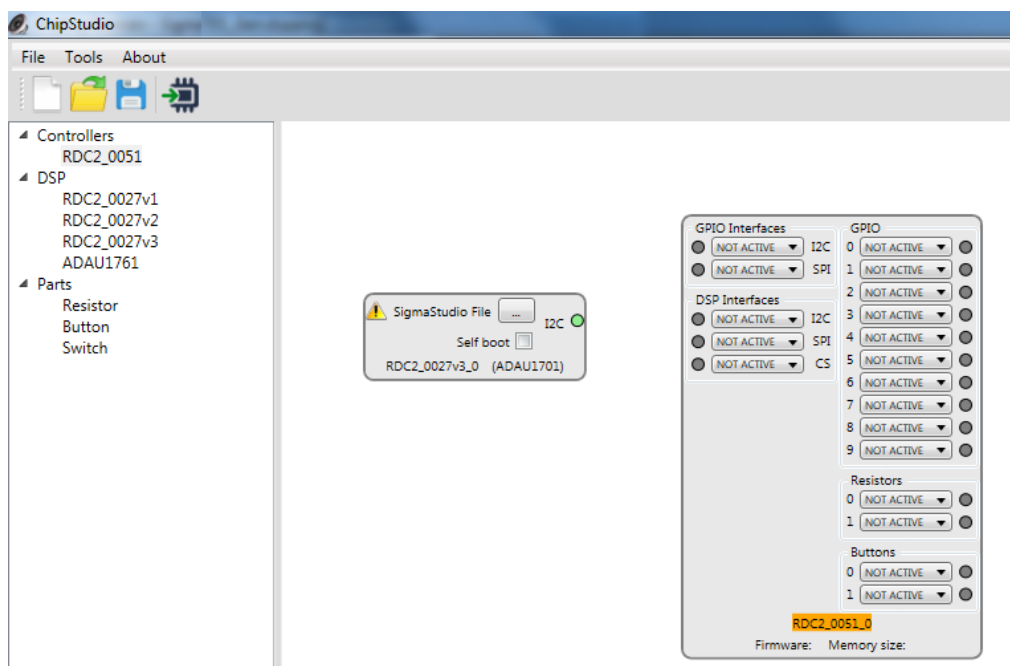 ChipStudio
File Tools About
Controllers
RDC2_0051
DSP
RDC2_0027v1
RDC2_0027v2
RDC2_0027v3
ADAU1761
Parts
Resistor
Button
Switch
SigmaStudio File ...
I2C
Self boot
RDC2_0027v3_0 (ADAU1701)
GPIO Interfaces
NOT ACTIVE I2C
NOT ACTIVE SPI
DSP Interfaces
NOT ACTIVE I2C
NOT ACTIVE SPI
NOT ACTIVE CS
GPIO
0 NOT ACTIVE
1 NOT ACTIVE
2 NOT ACTIVE
3 NOT ACTIVE
4 NOT ACTIVE
5 NOT ACTIVE
6 NOT ACTIVE
7 NOT ACTIVE
8 NOT ACTIVE
9 NOT ACTIVE
Resistors
0 NOT ACTIVE
1 NOT ACTIVE
Buttons
0 NOT ACTIVE
1 NOT ACTIVE
RDC2_0051_0
Firmware: Memory size: